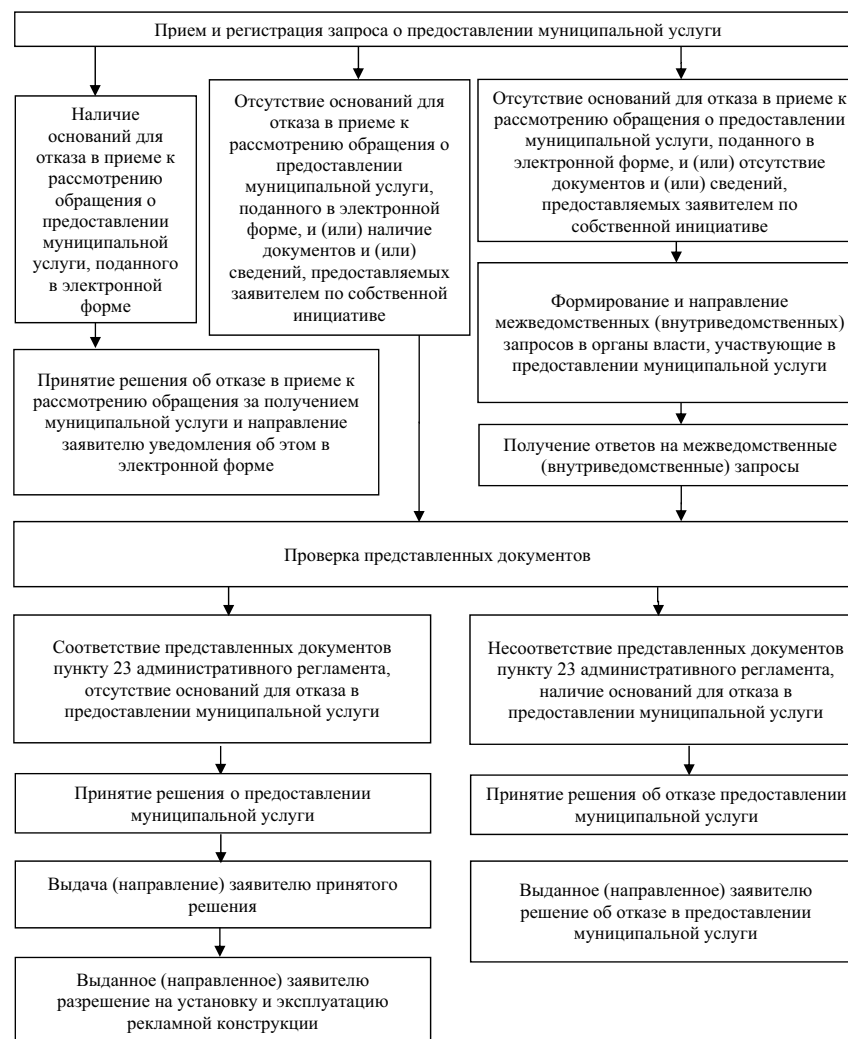 Прием и регистрация запроса о предоставлении муниципальной услуги
Наличие
оснований для
отказа в приеме к
рассмотрению
обращения о
предоставлении
муниципальной
услуги, поданного
в электронной
форме
Отсутствие оснований для
отказа в приеме к
рассмотрению обращения о
предоставлении
муниципальной услуги,
поданного в электронной
форме, и (или) наличие
документов и (или)
сведений, предоставляемых
заявителем по собственной
инициативе
Отсутствие оснований для отказа в приеме к
рассмотрению обращения о предоставлении
муниципальной услуги, поданного в
электронной форме, и (или) отсутствие
документов и (или) сведений,
предоставляемых заявителем по
собственной инициативе
Формирование и направление
межведомственных (внутриведомственных)
запросов в органы власти, участвующие в
предоставлении муниципальной услуги
Принятие решения об отказе в приеме к
рассмотрению обращения за получением
муниципальной услуги и направление
заявителю уведомления об этом в
электронной форме
Получение ответов на межведомственные
(внутриведомственные) запросы
Проверка представленных документов
Соответствие представленных документов
пункту 23 административного регламента,
отсутствие оснований для отказа в
предоставлении муниципальной услуги
Несоответствие представленных документов
пункту 23 административного регламента,
наличие оснований для отказа в
предоставлении муниципальной услуги
Принятие решения о предоставлении
муниципальной услуги
Принятие решения об отказе предоставлении
муниципальной услуги
Выдача (направление) заявителю принятого
решения
Выданное (направленное) заявителю
решение об отказе в предоставлении
муниципальной услуги
Выданное (направленное) заявителю
разрешение на установку и эксплуатацию
рекламной конструкции